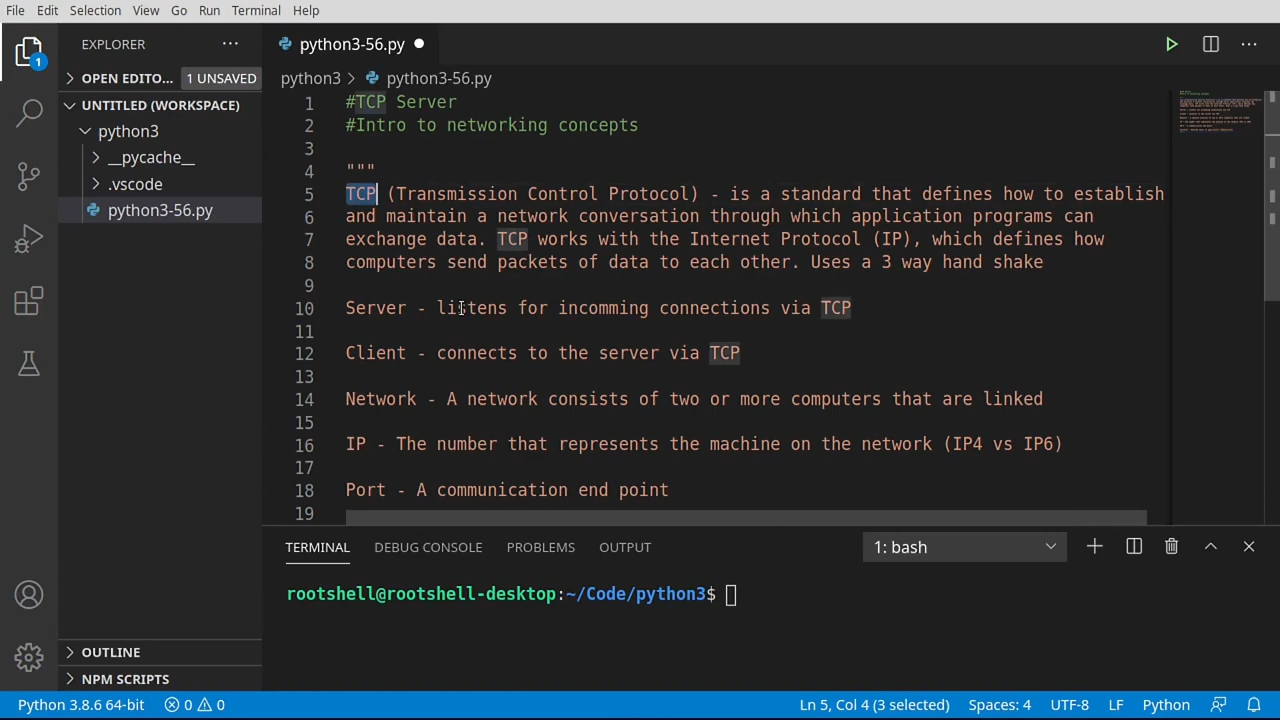 File Edit Selection View Go Run Terminal Help
EXPLORER
python3-56.py
OPEN EDITO... 1 UNSAVED
UNTITLED (WORKSPACE)
python3
__pycache__
.vscode
python3-56.py
OUTLINE
NPM SCRIPTS
1
python3 > python3-56.py
1 #TCP Server
2 #Intro to networking concepts
3
4 """
5 TCP (Transmission Control Protocol) - is a standard that defines how to establish
6 and maintain a network conversation through which application programs can
7 exchange data. TCP works with the Internet Protocol (IP), which defines how
8 computers send packets of data to each other. Uses a 3 way hand shake
9
10 Server - listens for incomming connections via TCP
11
12 Client - connects to the server via TCP
13
14 Network - A network consists of two or more computers that are linked
15
16 IP - The number that represents the machine on the network (IP4 vs IP6)
17
18 Port - A communication end point
19
TERMINAL DEBUG CONSOLE PROBLEMS OUTPUT 1: bash
rootshell@rootshell-desktop:~/Code/python3$
Python 3.8.6 64-bit 0 0 Ln 5, Col 4 (3 selected) Spaces: 4 UTF-8 LF Python